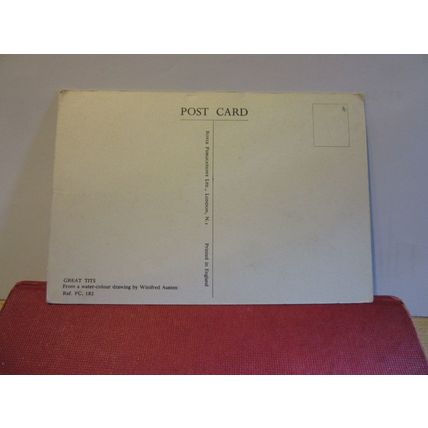 POST CARD
GREAT TITS
From a water-colour drawing by Winifred Austen
Ref. PC. 182
Royle Publications Ltd., London, N.1
Printed in England